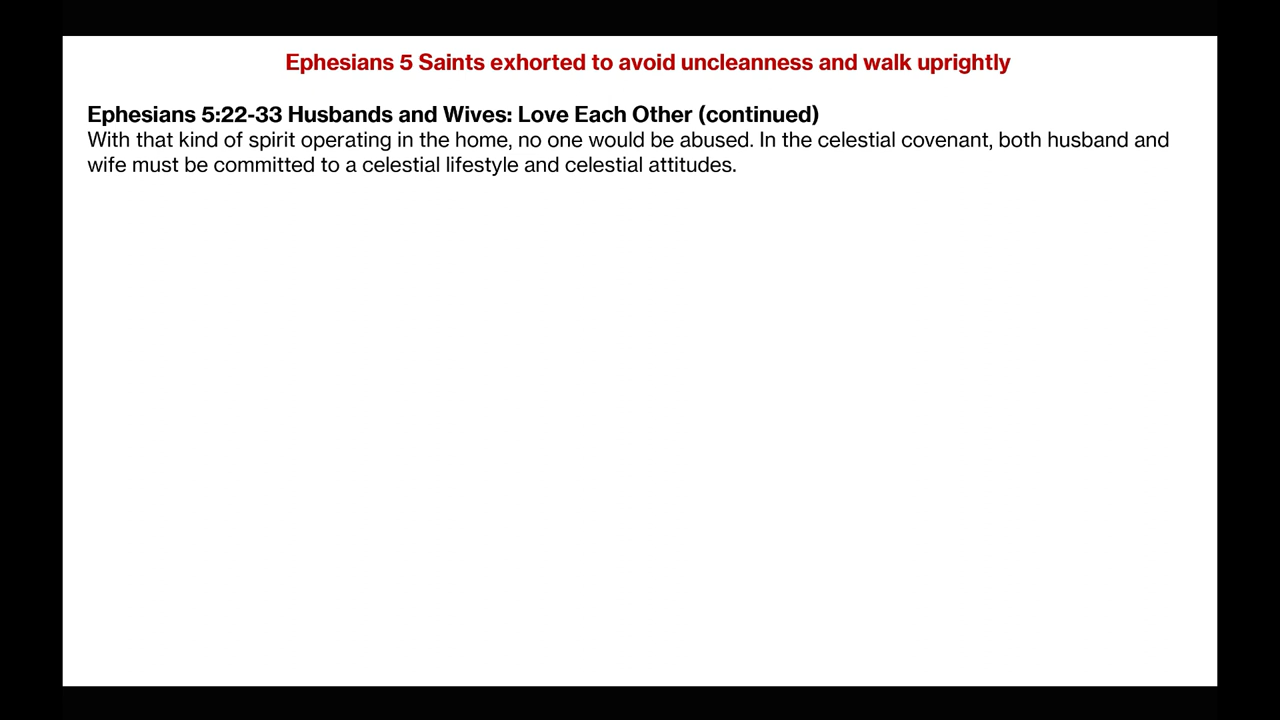 Ephesians 5 Saints exhorted to avoid uncleanness and walk uprightly
Ephesians 5:22-33 Husbands and Wives: Love Each Other (continued)
With that kind of spirit operating in the home, no one would be abused. In the celestial covenant, both husband and
wife must be committed to a celestial lifestyle and celestial attitudes.